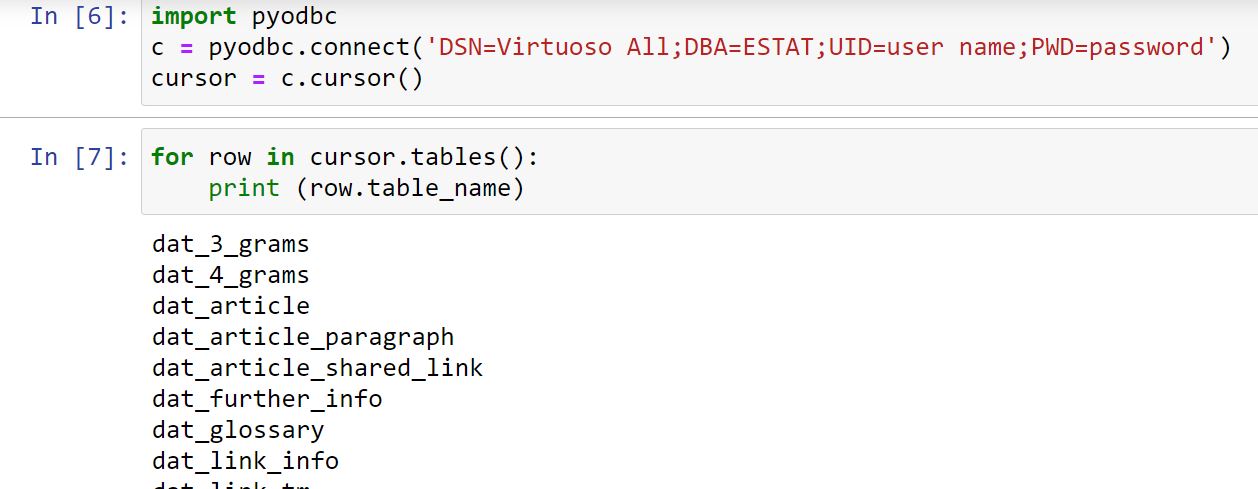 In [6]: import pyodbc
c = pyodbc.connect('DSN=Virtuoso All;DBA=ESTAT;UID=user name;PWD=password')
cursor = c.cursor()
In [7]: for row in cursor.tables():
    print (row.table_name)
dat_3_grams
dat_4_grams
dat_article
dat_article_paragraph
dat_article_shared_link
dat_further_info
dat_glossary
dat_link_info